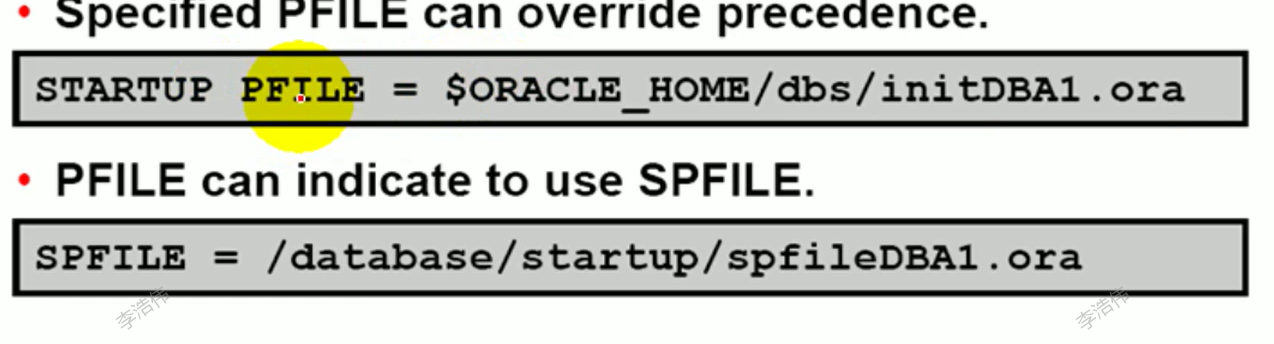 • Specified PFILE can override precedence.
STARTUP PFILE = $ORACLE_HOME/dbs/initDBA1.ora
• PFILE can indicate to use SPFILE.
SPFILE = /database/startup/spfileDBA1.ora
李浩伟
李浩伟